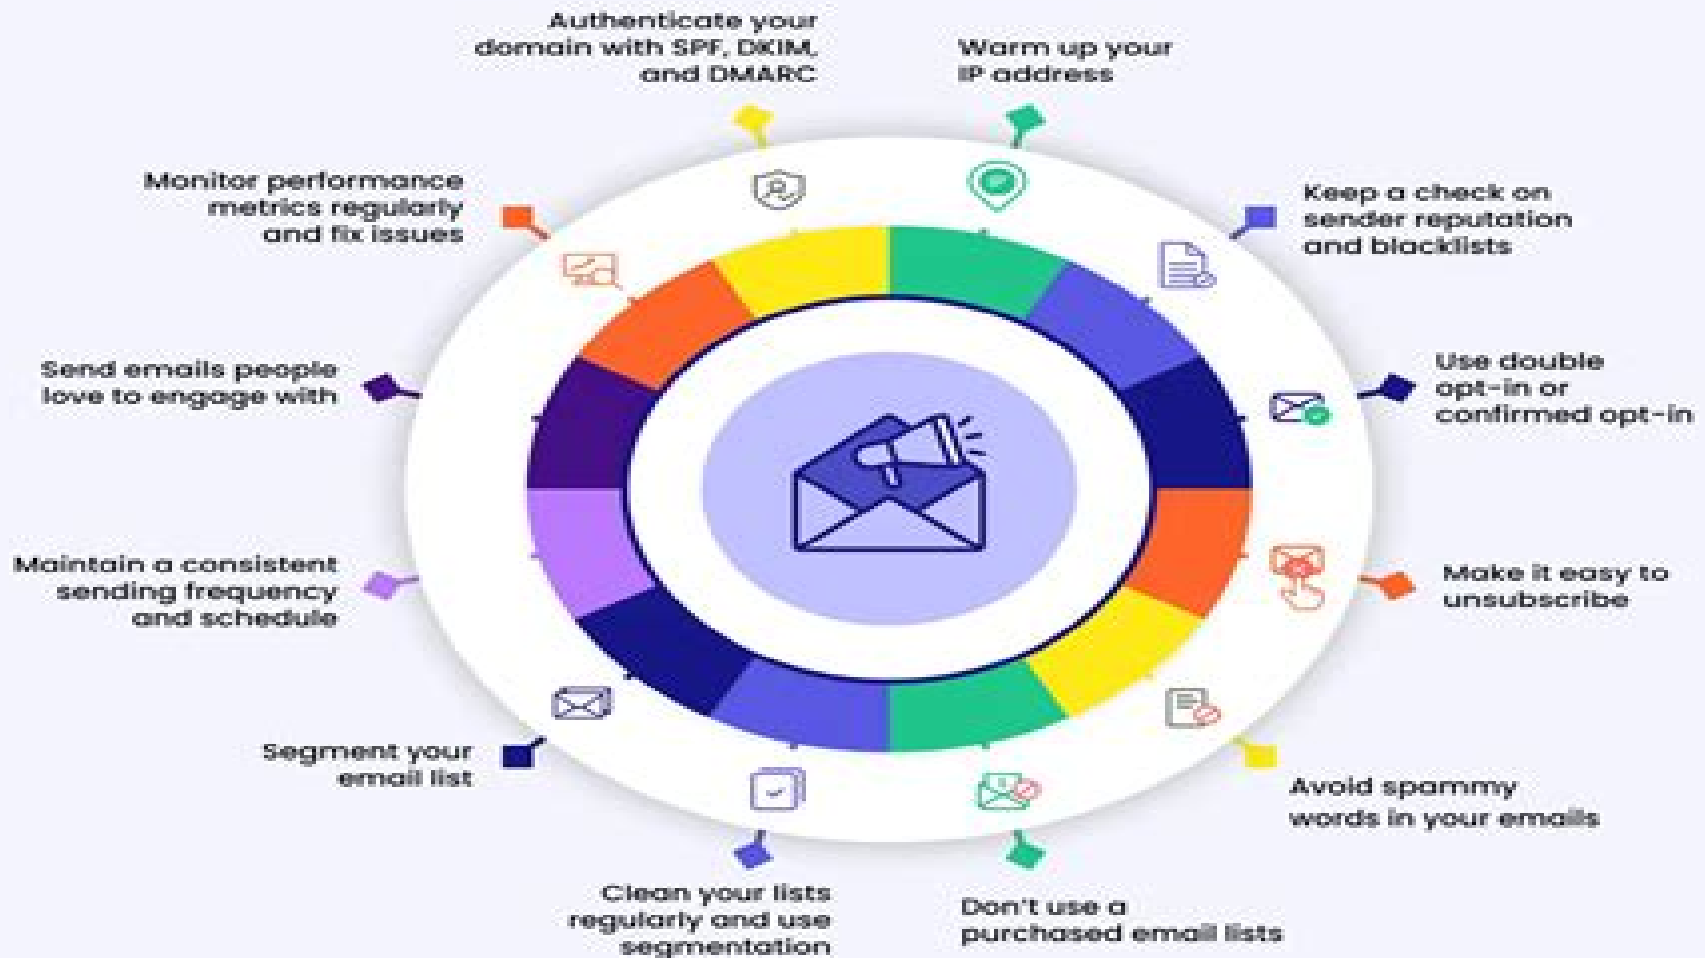 Authenticate your
domain with SPF, DKIM,
and DMARC
Warm up your
IP address
Keep a check on
sender reputation
and blacklists
Use double
opt-in or
confirmed opt-in
Make it easy to
unsubscribe
Avoid spammy
words in your emails
Don't use a
purchased email lists
Clean your lists
regularly and use
segmentation
Segment your
email list
Maintain a consistent
sending frequency
and schedule
Send emails people
love to engage with
Monitor performance
metrics regularly
and fix issues